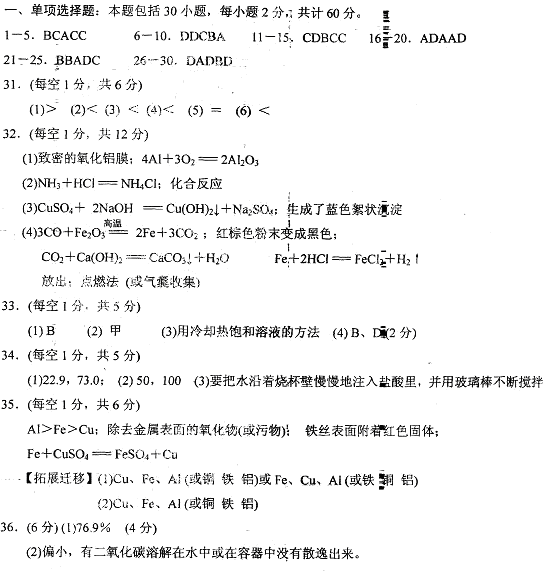 一、单项选择题：本题包括30小题，每小题2分，共计60分。
1－5．BCACC 6－10．DDCBA 11－15．CDBCC 16－20．ADAAD
21－25．BBADC 26－30．DADBD
31．(每空1分，共6分)
(1)＞ (2)＜ (3) ＜ (4)＜ (5) ＝ (6) ＜
32．(每空1分，共12分)
(1)致密的氧化铝膜；4Al＋3O₂＝2Al₂O₃
(2)NH₃＋HCl＝NH₄Cl；化合反应
(3)CuSO₄＋ 2NaOH ＝Cu(OH)₂↓＋Na₂SO₄；生成了蓝色絮状沉淀
(4)3CO＋Fe₂O₃ 高温＝ 2Fe＋3CO₂ ；红棕色粉末变成黑色；
CO₂＋Ca(OH)₂＝CaCO₃↓＋H₂O Fe＋2HCl＝FeCl₂＋H₂↑
放出；点燃法 (或气囊收集)
33．(每空1分，共5分)
(1) B (2) 甲 (3)用冷却热饱和溶液的方法 (4) B、D(2分)
34．(每空1分，共5分)
(1)22.9，73.0； (2) 50，100 (3)要把水沿着烧杯壁慢慢地注入盐酸里，并用玻璃棒不断搅拌
35．(每空1分，共6分)
Al＞Fe＞Cu；除去金属表面的氧化物(或污物)； 铁丝表面附着红色固体；
Fe＋CuSO₄＝FeSO₄＋Cu
【拓展迁移】(1)Cu、Fe、Al (或铜 铁 铝)或 Fe、Cu、Al (或铁 铜 铝)
(2)Cu、Fe、Al (或铜 铁 铝)
36．(6分) (1)76.9% (4分)
(2)偏小，有二氧化碳溶解在水中或在容器中没有散逸出来。